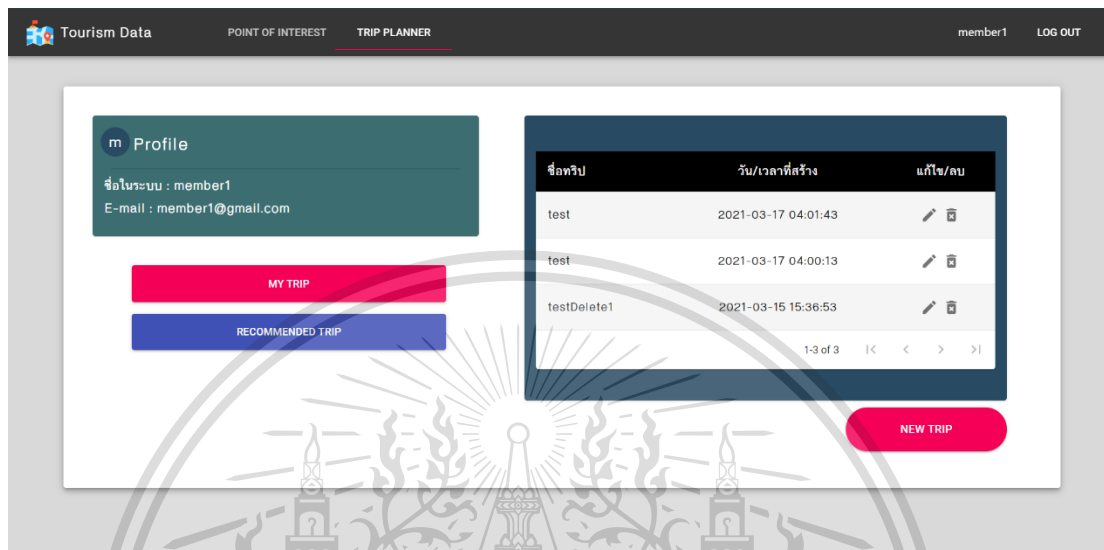 Tourism Data POINT OF INTEREST TRIP PLANNER member1 LOG OUT
m Profile
ชื่อในระบบ : member1
E-mail : member1@gmail.com
MY TRIP
RECOMMENDED TRIP
ชื่อทริป วัน/เวลาที่สร้าง แก้ไข/ลบ
test 2021-03-17 04:01:43
test 2021-03-17 04:00:13
testDelete1 2021-03-15 15:36:53
1-3 of 3
NEW TRIP